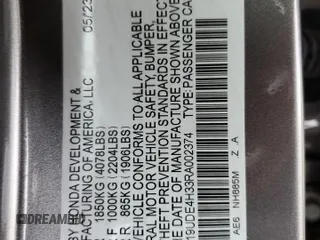 BY HONDA DEVELOPMENT &
FACTURING OF AMERICA, LLC 05/23
1850KG (4078LBS)
F 1000KG (2204LBS)
R 865KG (1906LBS)
VEHICLE CONFORMS TO ALL APPLICABLE
RAL MOTOR VEHICLE SAFETY, BUMPER,
THEFT PREVENTION STANDARDS IN EFFECT
E DATE OF MANUFACTURE SHOWN ABOVE
19UDE4H33RA002374 TYPE:PASSENGER CA
AE6 NH885M Z A